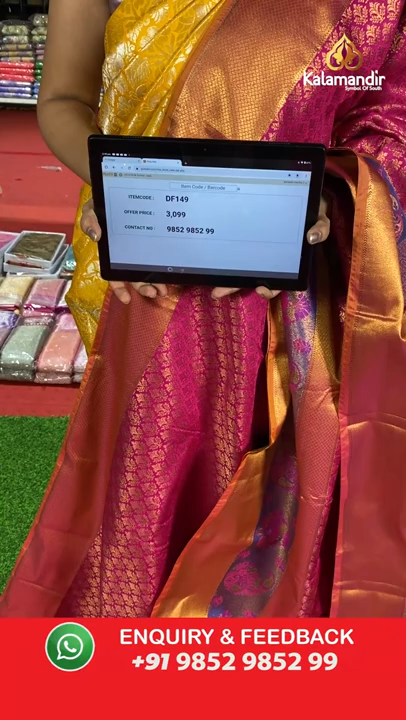 Kalamandir
Symbol Of South
Item Code / Barcode
ITEMCODE : DF149
OFFER PRICE : 3,099
CONTACT NO : 9852 9852 99
ENQUIRY & FEEDBACK
+91 9852 9852 99